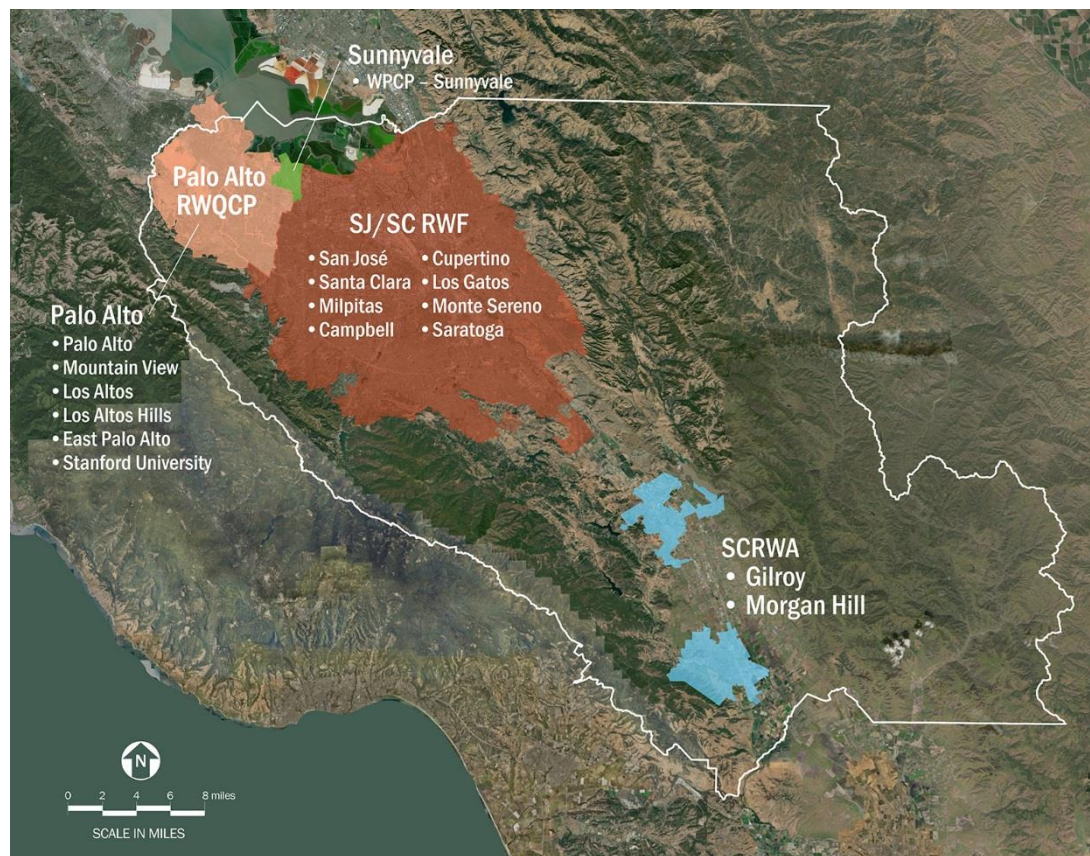 Sunnyvale
• WPCP – Sunnyvale
Palo Alto
RWQCP
SJ/SC RWF
• San José
• Santa Clara
• Milpitas
• Campbell
• Cupertino
• Los Gatos
• Monte Sereno
• Saratoga
Palo Alto
• Palo Alto
• Mountain View
• Los Altos
• Los Altos Hills
• East Palo Alto
• Stanford University
SCRWA
• Gilroy
• Morgan Hill
N
0 2 4 6 8 miles
SCALE IN MILES